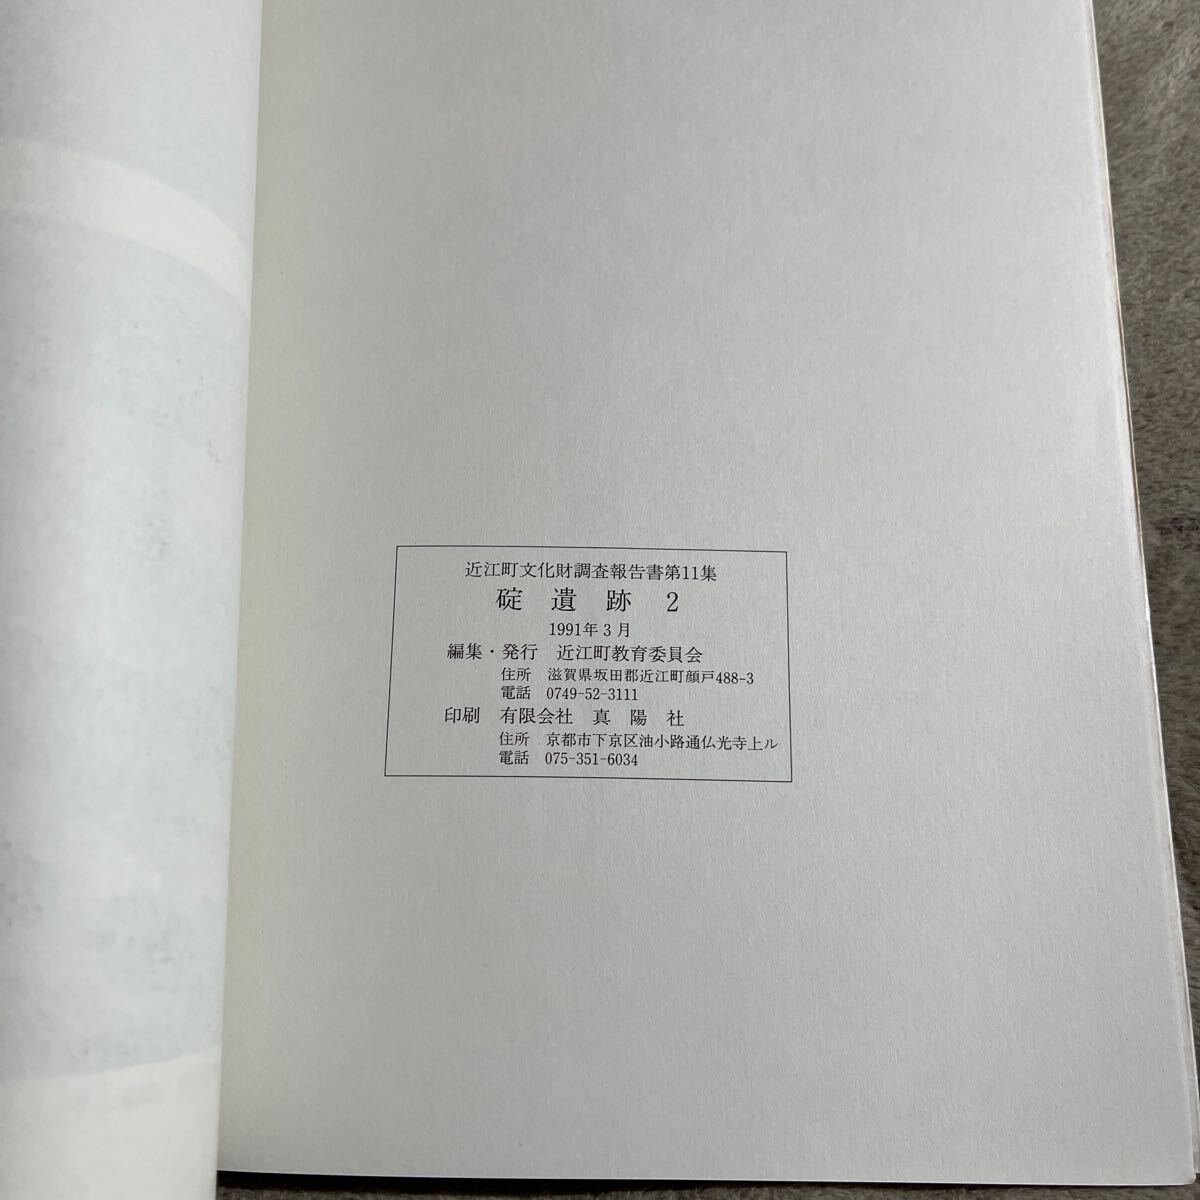 近江町文化財調査報告書第11集
碇 遺 跡 2
1991年3月
編集・発行 近江町教育委員会
住所 滋賀県坂田郡近江町顔戸488-3
電話 0749-52-3111
印刷 有限会社 真 陽 社
住所 京都市下京区油小路通仏光寺上ル
電話 075-351-6034